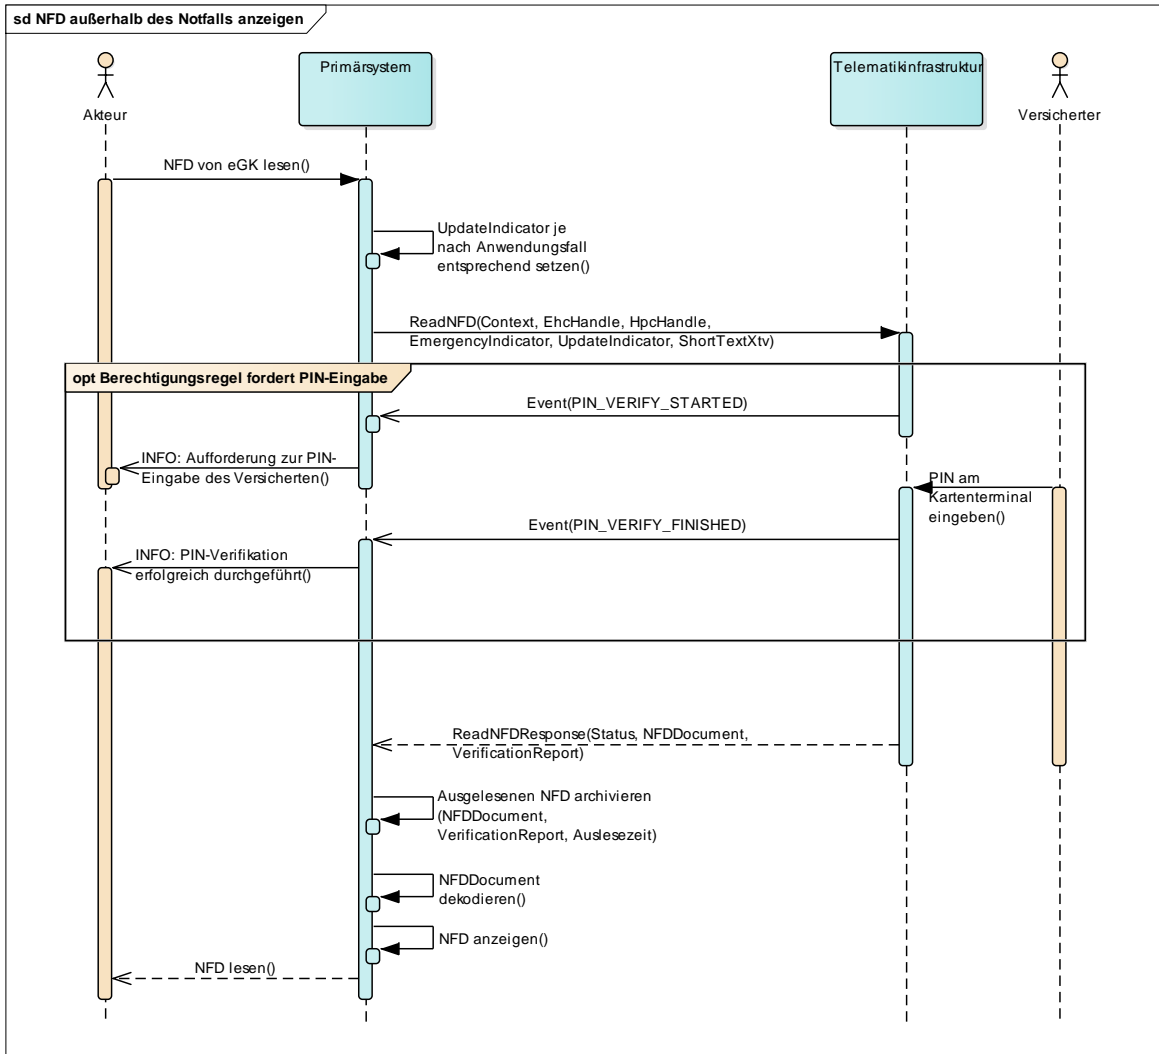 sd NFD außerhalb des Notfalls anzeigen
Akteur
Primärsystem
Telematikinfrastruktur
Versicherter
NFD von eGK lesen()
UpdateIndicator je
nach Anwendungsfall
entsprechend setzen()
ReadNFD(Context, EhcHandle, HpcHandle,
EmergencyIndicator, UpdateIndicator, ShortTextXtv)
opt Berechtigungsregel fordert PIN-Eingabe
Event(PIN_VERIFY_STARTED)
INFO: Aufforderung zur PIN-
Eingabe des Versicherten()
PIN am
Kartenterminal
eingeben()
Event(PIN_VERIFY_FINISHED)
INFO: PIN-Verifikation
erfolgreich durchgeführt()
ReadNFDResponse(Status, NFDDocument,
VerificationReport)
Ausgelesenen NFD archivieren
(NFDDocument,
VerificationReport, Auslesezeit)
NFDDocument
dekodieren()
NFD anzeigen()
NFD lesen()